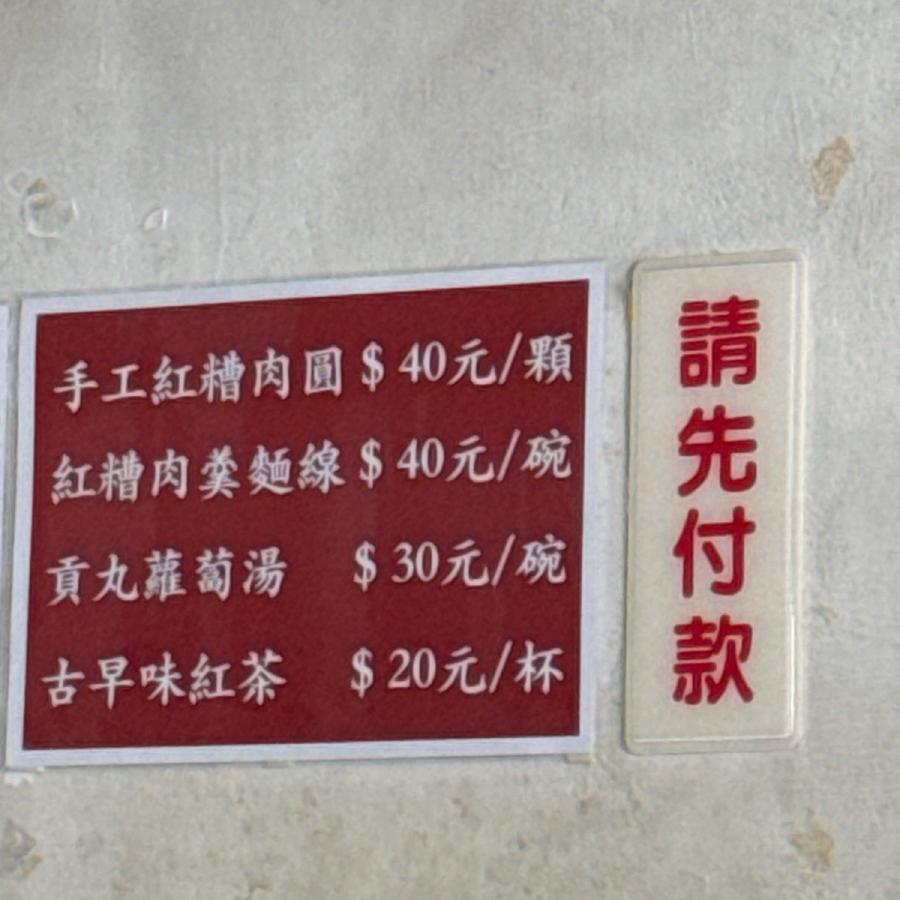 手工紅糟肉圓 $ 40元/顆
紅糟肉羹麵線 $ 40元/碗
貢丸蘿蔔湯 $ 30元/碗
古早味紅茶 $ 20元/杯
請先付款